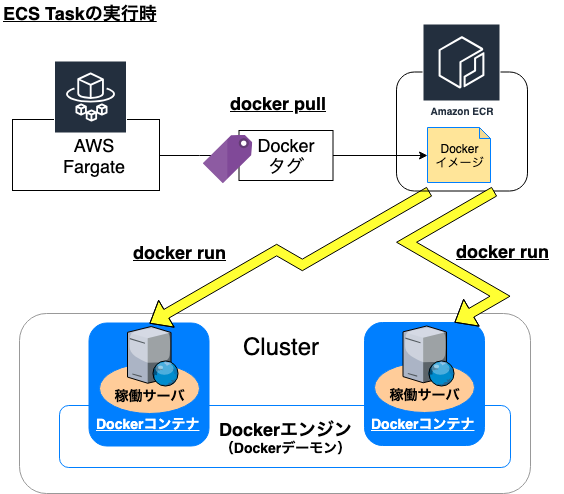 ECS Taskの実行時
Amazon ECR
docker pull
AWS
Fargate
Docker
タグ
Docker
イメージ
docker run
docker run
Cluster
稼働サーバ
Dockerコンテナ
稼働サーバ
Dockerコンテナ
Dockerエンジン
（Dockerデーモン）